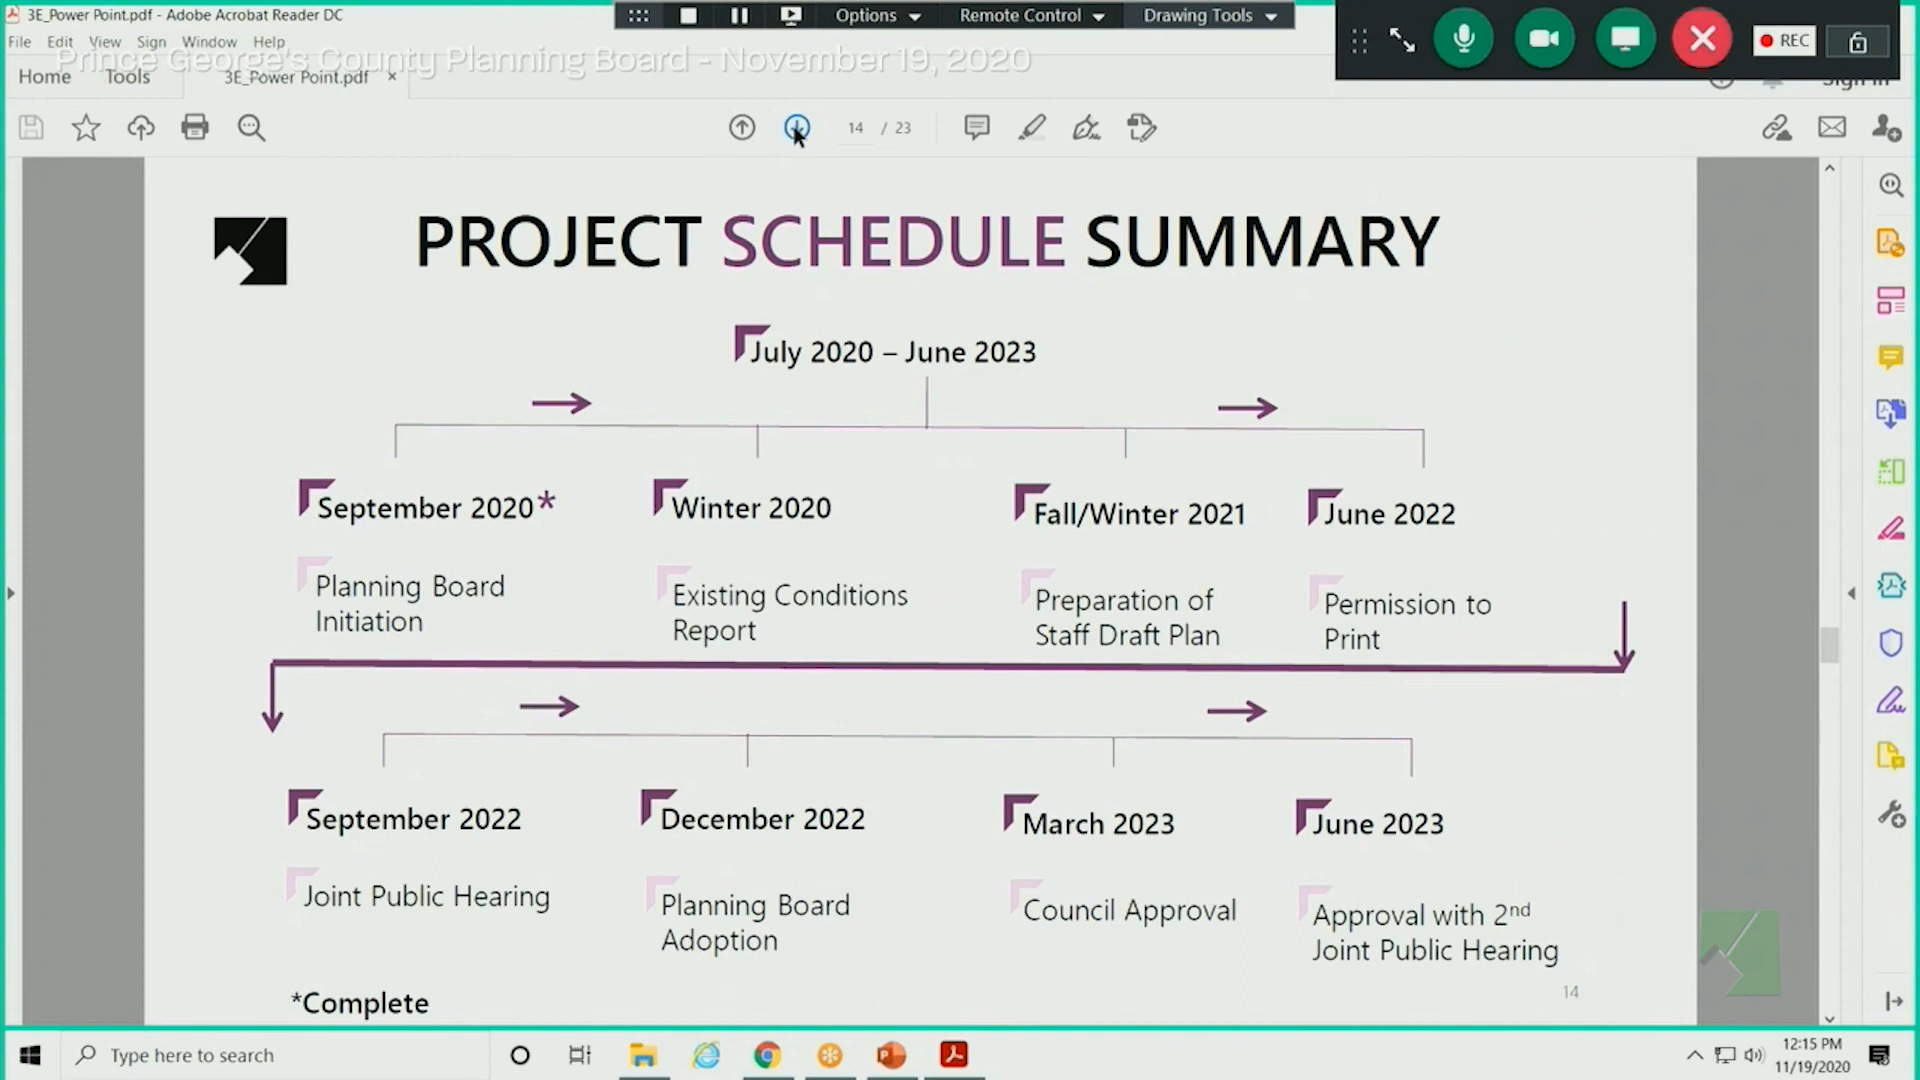 3E_Power Point.pdf - Adobe Acrobat Reader DC
Options
Remote Control
Drawing Tools
REC
File Edit View Sign Window Help
Prince George's County Planning Board - November 19, 2020
Home
Tools
3E_Power Point.pdf
Sign In
14 / 23
PROJECT SCHEDULE SUMMARY
July 2020 – June 2023
September 2020*
Winter 2020
Fall/Winter 2021
June 2022
Planning Board
Initiation
Existing Conditions
Report
Preparation of
Staff Draft Plan
Permission to
Print
September 2022
December 2022
March 2023
June 2023
Joint Public Hearing
Planning Board
Adoption
Council Approval
Approval with 2nd
Joint Public Hearing
*Complete
14
Type here to search
12:15 PM
11/19/2020